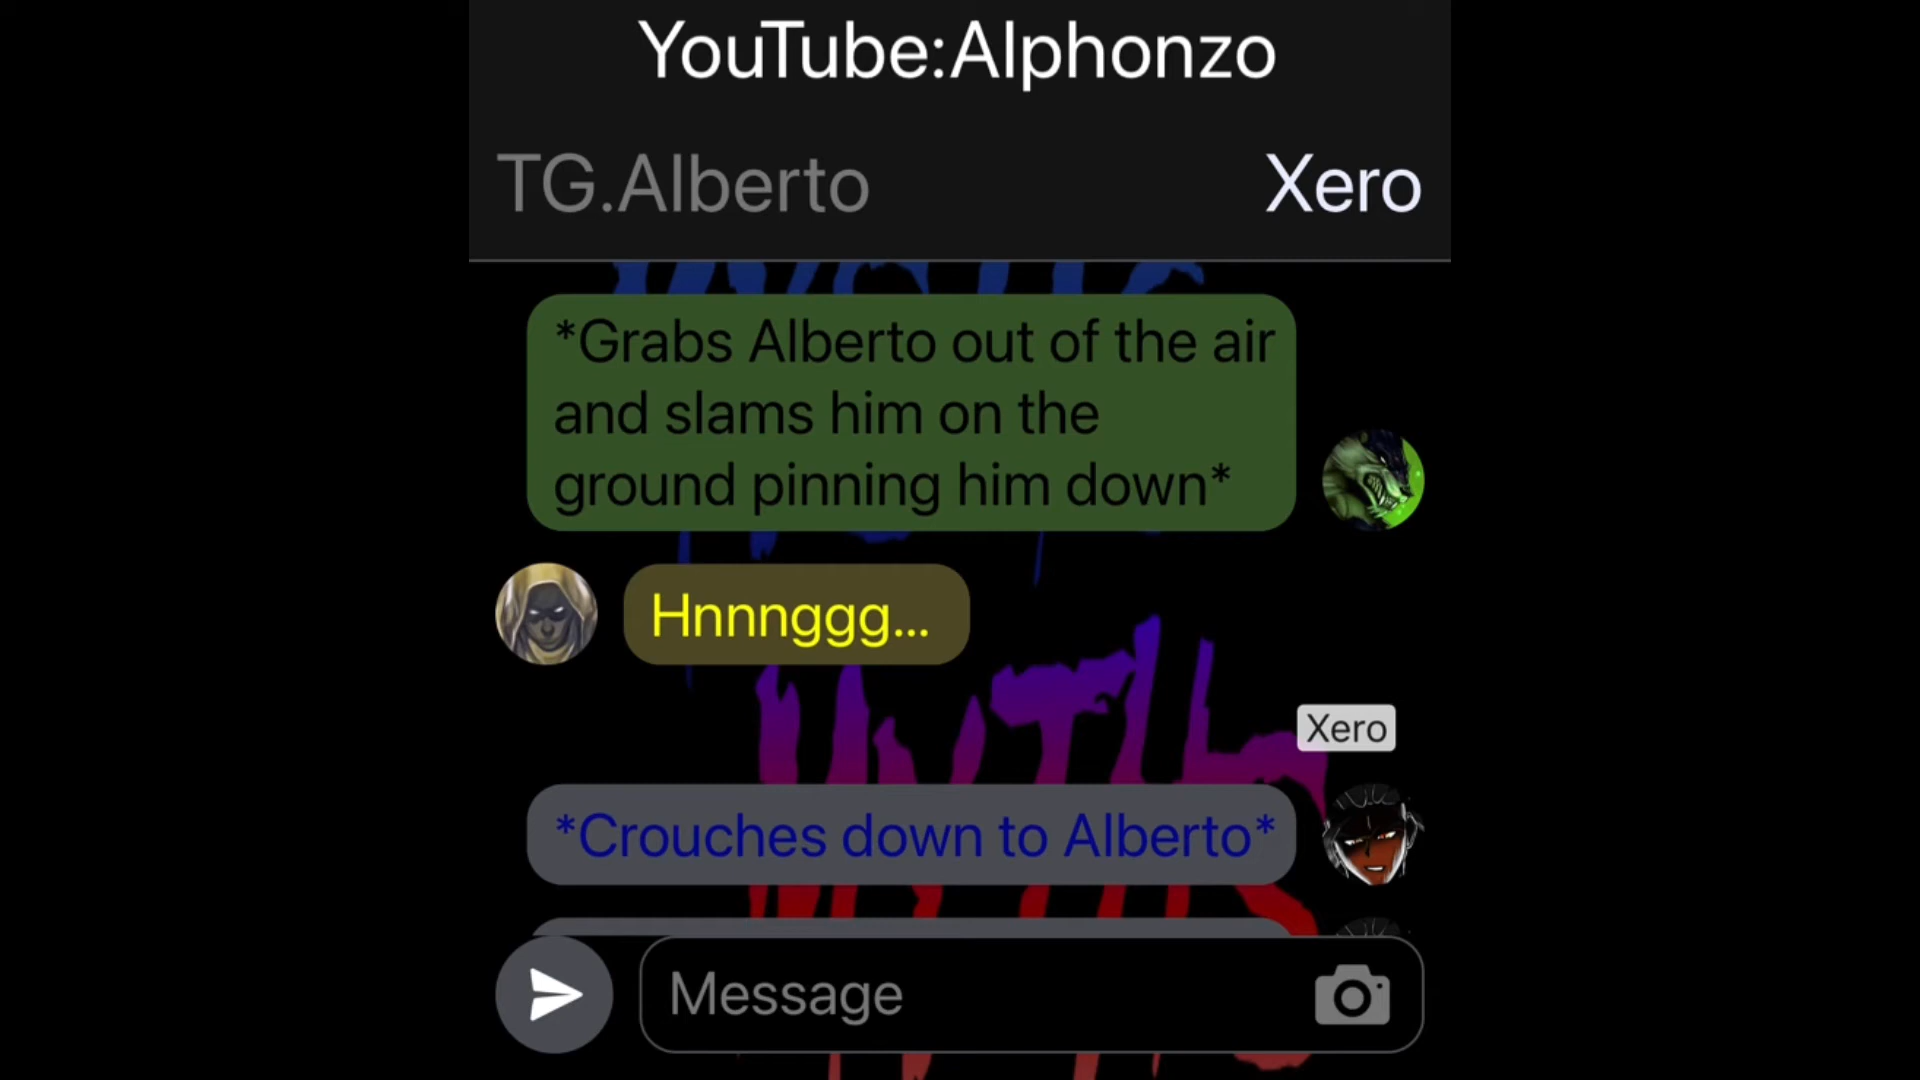 YouTube:Alphonzo
TG.Alberto
Xero
*Grabs Alberto out of the air
and slams him on the
ground pinning him down*
Hnnnggg...
Xero
*Crouches down to Alberto*
Message